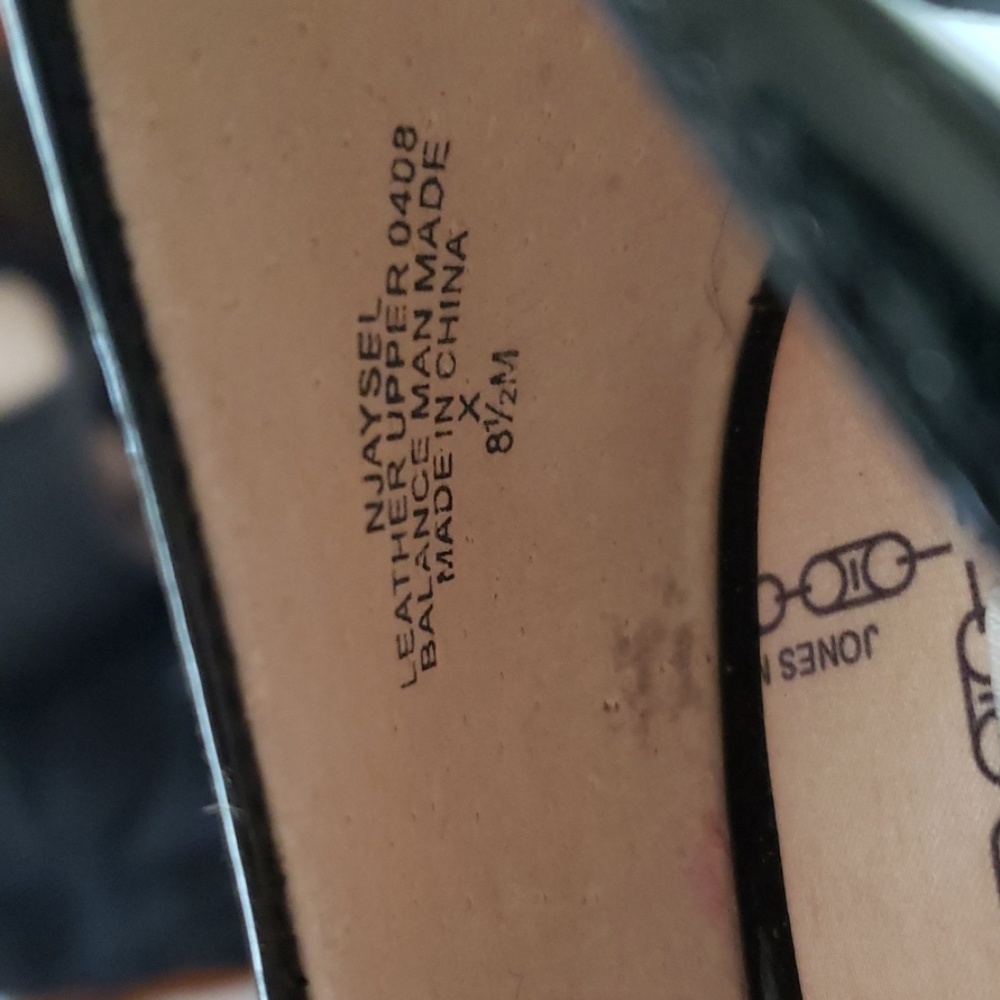 NJAYSEL
LEATHER UPPER 0408
BALANCE MAN MADE
MADE IN CHINA
X
8½M
JONES N